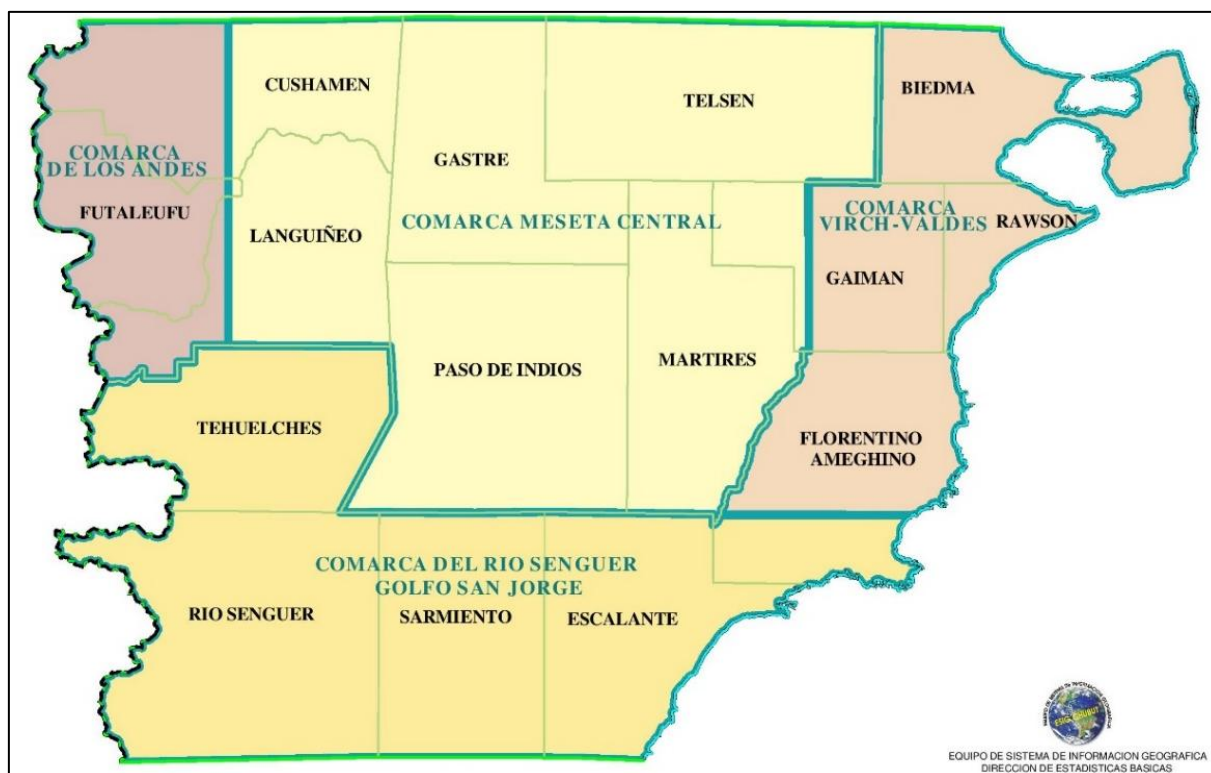 CUSHAMEN
TELSEN
BIEDMA
COMARCA
DE LOS ANDES
GASTRE
FUTALEUFU
LANGUIÑEO
COMARCA MESETA CENTRAL
COMARCA
VIRCH-VALDES
RAWSON
GAIMAN
PASO DE INDIOS
MARTIRES
TEHUELCHES
FLORENTINO
AMEGHINO
COMARCA DEL RIO SENGUER
GOLFO SAN JORGE
RIO SENGUER
SARMIENTO
ESCALANTE
EQUIPO DE SISTEMA DE INFORMACION GEOGRAFICA
DIRECCION DE ESTADISTICAS BASICAS